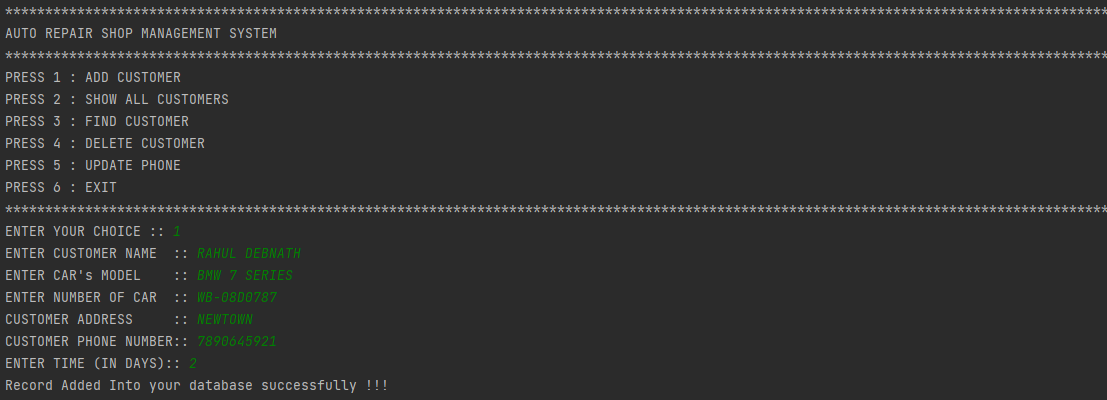 ******************************************************************************************************************************************
AUTO REPAIR SHOP MANAGEMENT SYSTEM
******************************************************************************************************************************************
PRESS 1 : ADD CUSTOMER
PRESS 2 : SHOW ALL CUSTOMERS
PRESS 3 : FIND CUSTOMER
PRESS 4 : DELETE CUSTOMER
PRESS 5 : UPDATE PHONE
PRESS 6 : EXIT
******************************************************************************************************************************************
ENTER YOUR CHOICE :: 1
ENTER CUSTOMER NAME  :: RAHUL DEBNATH
ENTER CAR's MODEL    :: BMW 7 SERIES
ENTER NUMBER OF CAR  :: WB-08D0787
CUSTOMER ADDRESS     :: NEWTOWN
CUSTOMER PHONE NUMBER:: 7890645921
ENTER TIME (IN DAYS):: 2
Record Added Into your database successfully !!!